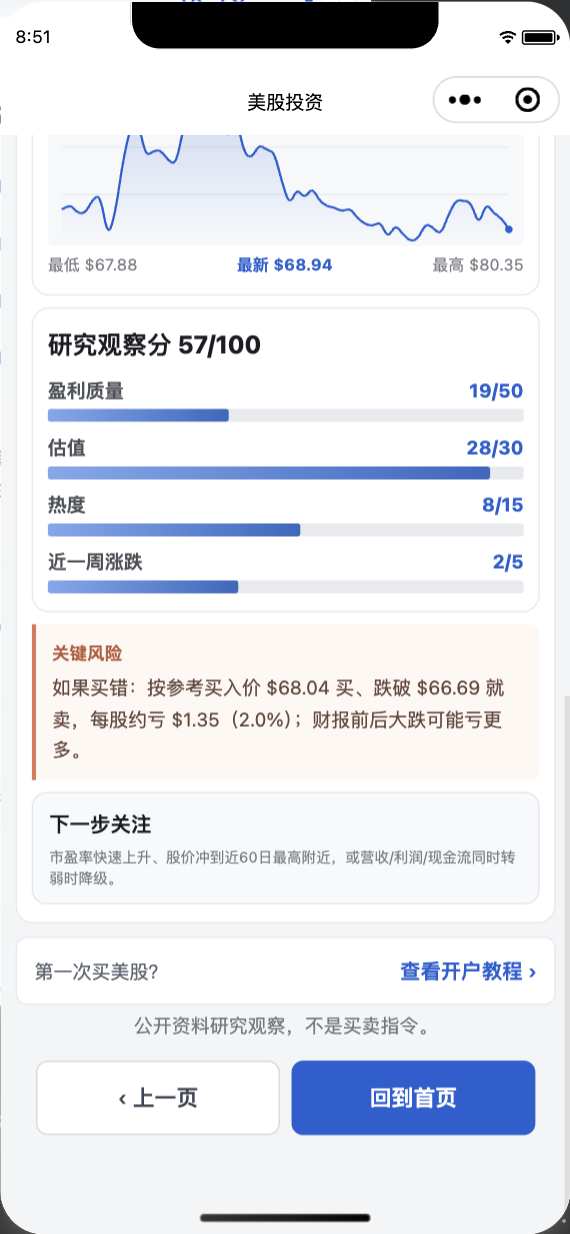 8:51
美股投资
最低 $67.88 最新 $68.94 最高 $80.35
研究观察分 57/100
盈利质量 19/50
估值 28/30
热度 8/15
近一周涨跌 2/5
关键风险
如果买错：按参考买入价 $68.04 买、跌破 $66.69 就
卖，每股约亏 $1.35（2.0%）；财报前后大跌可能亏更
多。
下一步关注
市盈率快速上升、股价冲到近60日最高附近，或营收/利润/现金流同时转
弱时降级。
第一次买美股? 查看开户教程 ›
公开资料研究观察，不是买卖指令。
‹ 上一页 回到首页